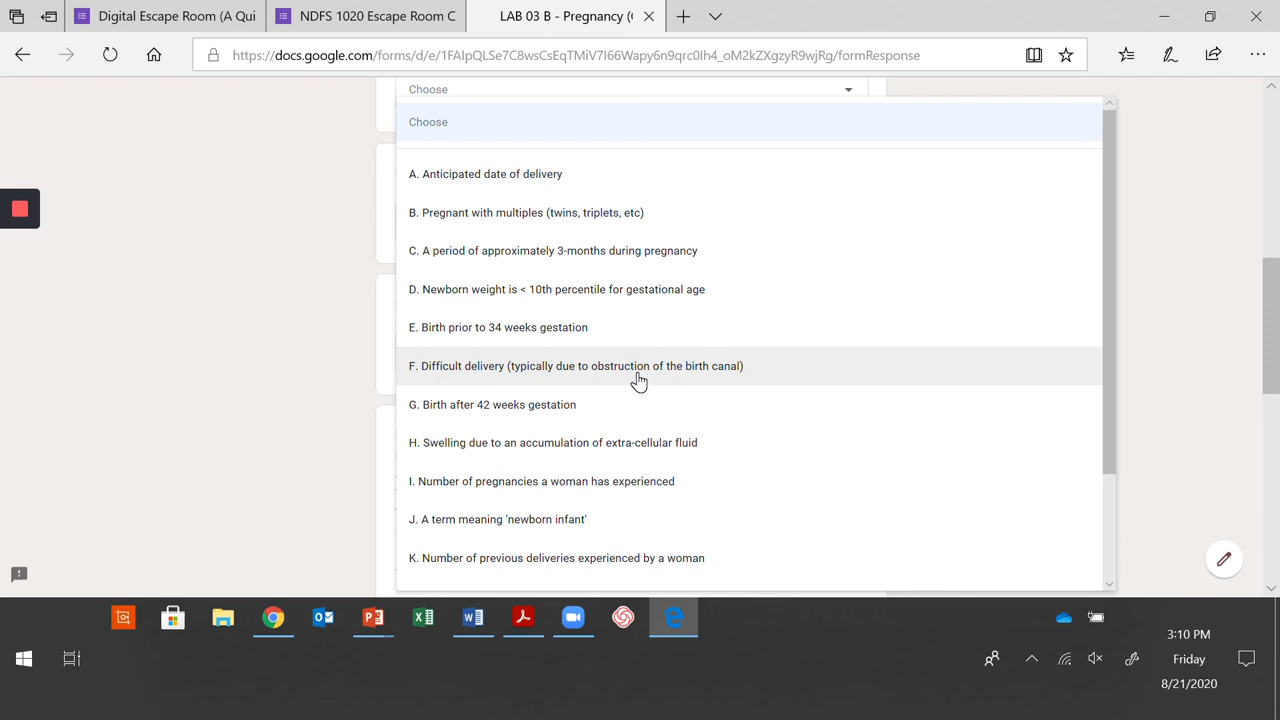 Digital Escape Room (A Qui
NDFS 1020 Escape Room C
LAB 03 B - Pregnancy (
https://docs.google.com/forms/d/e/1FAIpQLSe7C8wsCsEqTMiV7I66Wapy6n9qrc0Ih4_oM2kZXgzyR9wjRg/formResponse
Choose
Choose
A. Anticipated date of delivery
B. Pregnant with multiples (twins, triplets, etc)
C. A period of approximately 3-months during pregnancy
D. Newborn weight is < 10th percentile for gestational age
E. Birth prior to 34 weeks gestation
F. Difficult delivery (typically due to obstruction of the birth canal)
G. Birth after 42 weeks gestation
H. Swelling due to an accumulation of extra-cellular fluid
I. Number of pregnancies a woman has experienced
J. A term meaning 'newborn infant'
K. Number of previous deliveries experienced by a woman
3:10 PM
Friday
8/21/2020